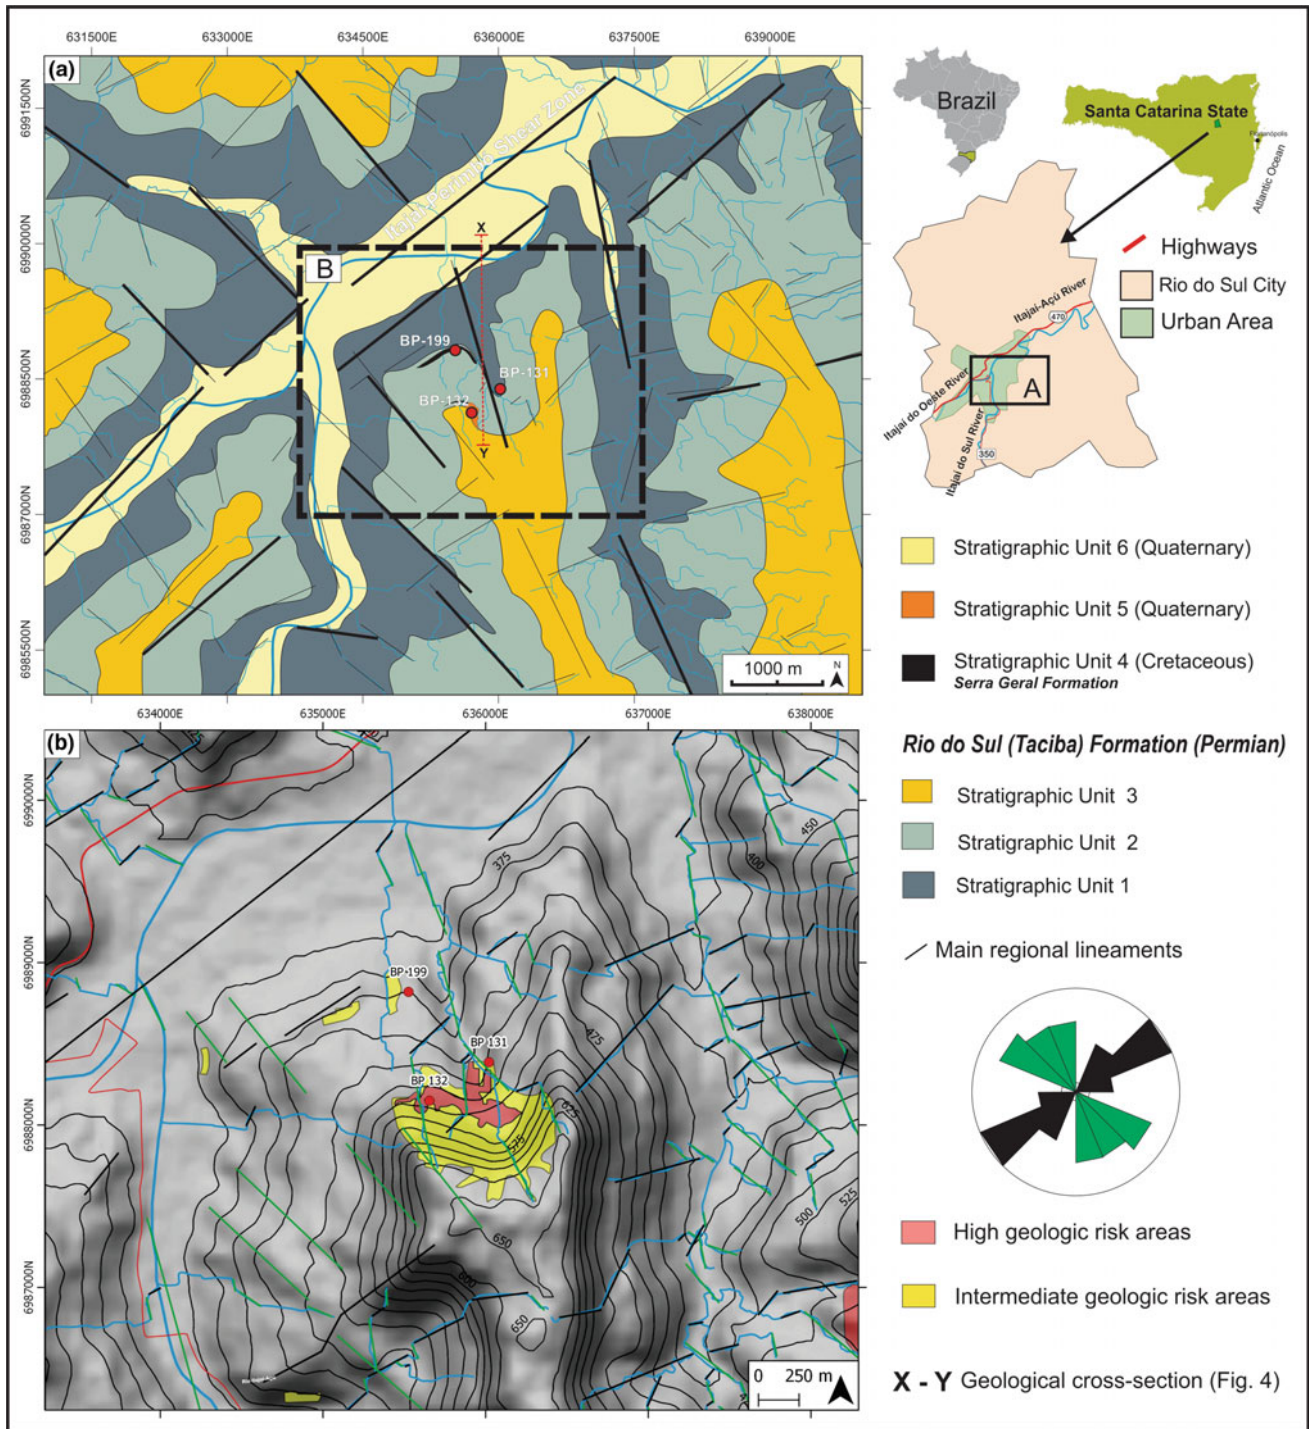 631500E 633000E 634500E 636000E 637500E 639000E
(a)
6991500N
6990000N
6988500N
6987000N
6985500N
Itajaí-Perimbó Shear Zone
X
B
BP-199
BP-131
BP-132
Y
1000 m
N
634000E 635000E 636000E 637000E 638000E
(b)
6990000N
6989000N
6988000N
6987000N
375
450
400
475
BP-199
BP 131
BP 132
625
575
650
600
650
500
525
0 250 m
Brazil
Santa Catarina State
Florianópolis
Atlantic Ocean
Highways
Rio do Sul City
Urban Area
Itajaí-Açú River
470
A
Itajaí do Oeste River
Itajaí do Sul River
350
Stratigraphic Unit 6 (Quaternary)
Stratigraphic Unit 5 (Quaternary)
Stratigraphic Unit 4 (Cretaceous)
Serra Geral Formation
Rio do Sul (Taciba) Formation (Permian)
Stratigraphic Unit 3
Stratigraphic Unit 2
Stratigraphic Unit 1
Main regional lineaments
High geologic risk areas
Intermediate geologic risk areas
X - Y Geological cross-section (Fig. 4)